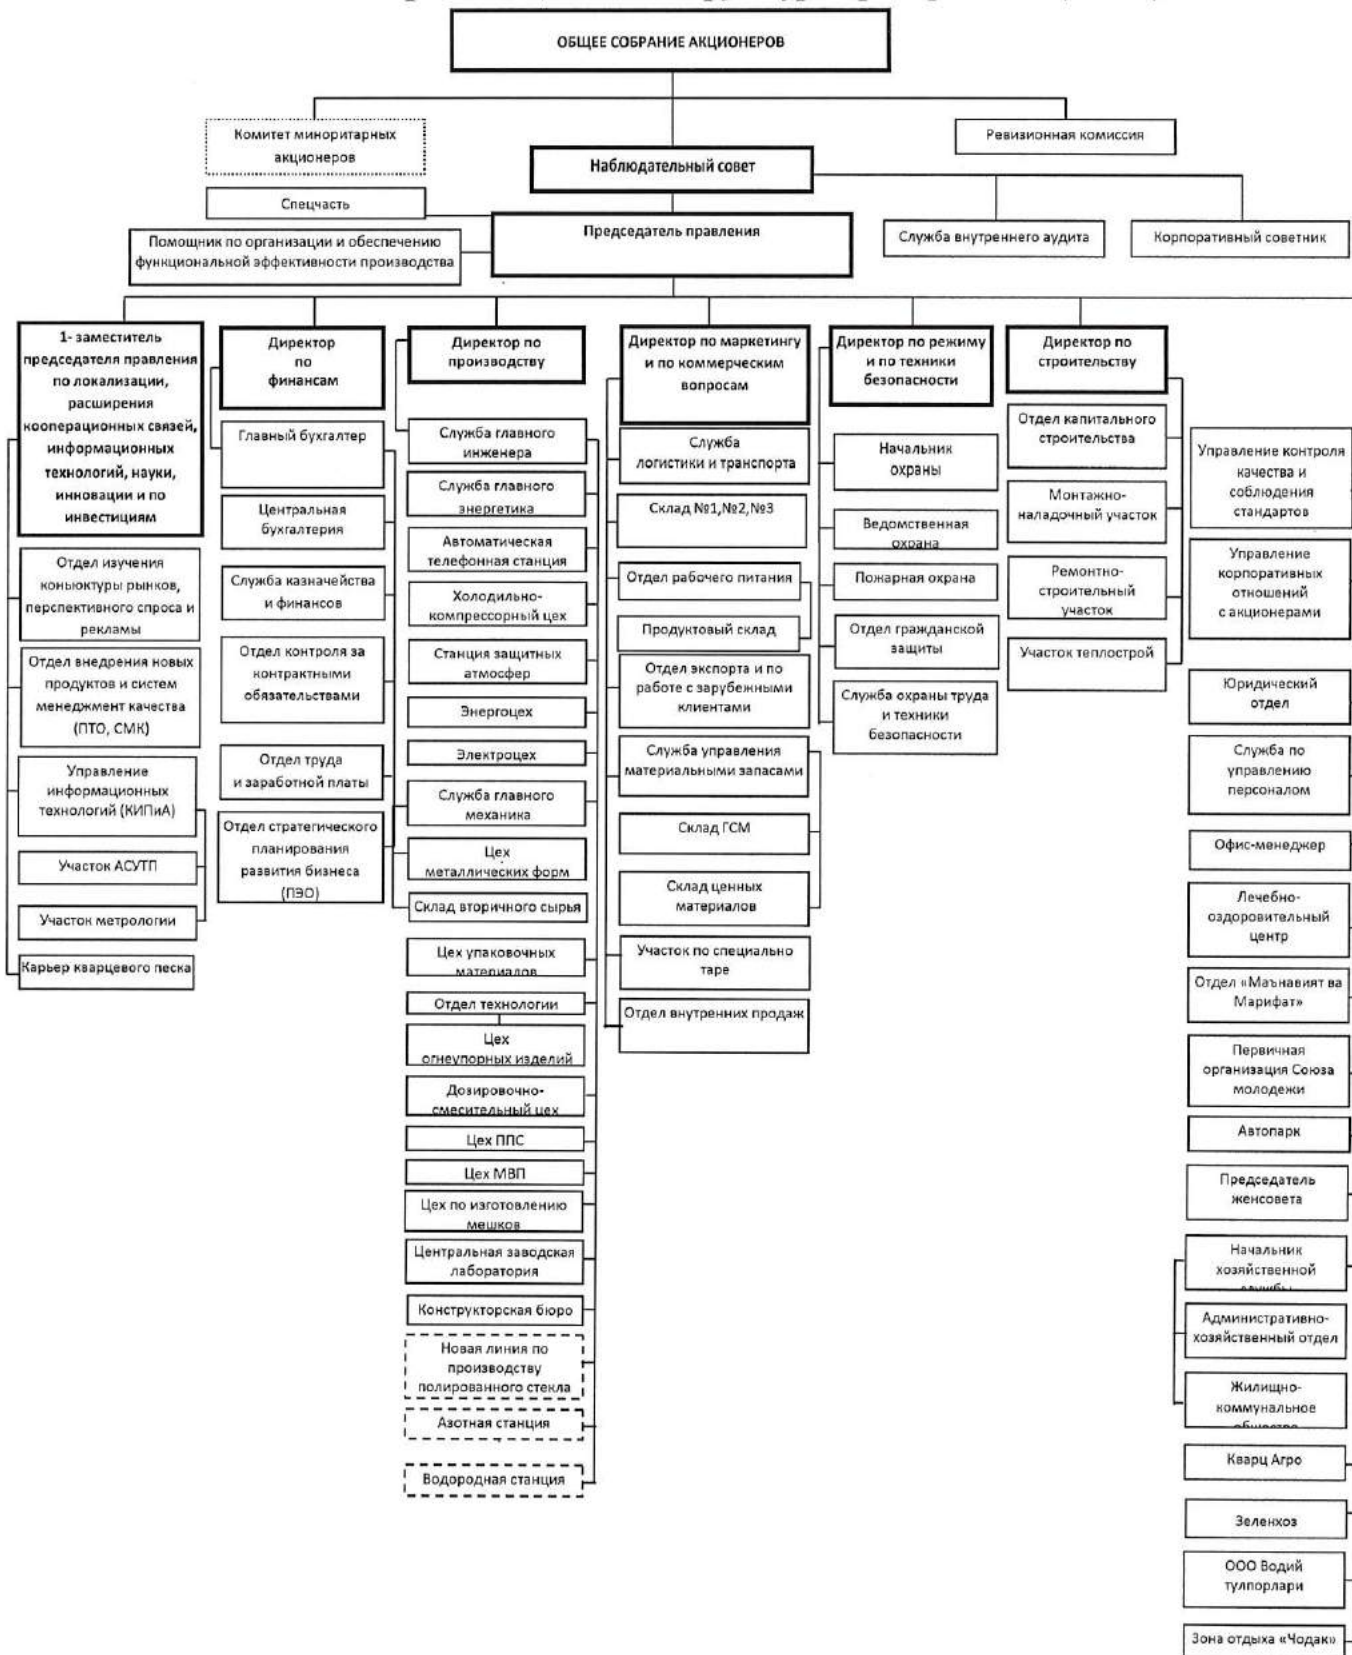 ОБЩЕЕ СОБРАНИЕ АКЦИОНЕРОВ
Комитет миноритарных
акционеров
Ревизионная комиссия
Наблюдательный совет
Спецчасть
Председатель правления
Помощник по организации и обеспечению
функциональной эффективности производства
Служба внутреннего аудита
Корпоративный советник
1- заместитель
председателя правления
по локализации,
расширения
кооперационных связей,
информационных
технологий, науки,
инновации и по
инвестициям
Отдел изучения
коньюктуры рынков,
перспективного спроса и
рекламы
Отдел внедрения новых
продуктов и систем
менеджмент качества
(ПТО, СМК)
Управление
информационных
технологий (КИПиА)
Участок АСУТП
Участок метрологии
Карьер кварцевого песка
Директор
по
финансам
Главный бухгалтер
Центральная
бухгалтерия
Служба казначейства
и финансов
Отдел контроля за
контрактными
обязательствами
Отдел труда
и заработной платы
Отдел стратегического
планирования
развития бизнеса
(ПЭО)
Директор по
производству
Служба главного
инженера
Служба главного
энергетика
Автоматическая
телефонная станция
Холодильно-
компрессорный цех
Станция защитных
атмосфер
Энергоцех
Электроцех
Служба главного
механика
Цех
металлических форм
Склад вторичного сырья
Цех упаковочных
материалов
Отдел технологии
Цех
огнеупорных изделий
Дозировочно-
смесительный цех
Цех ППС
Цех МВП
Цех по изготовлению
мешков
Центральная заводская
лаборатория
Конструкторская бюро
Новая линия по
производству
полированного стекла
Азотная станция
Водородная станция
Директор по маркетингу
и по коммерческим
вопросам
Служба
логистики и транспорта
Склад №1,№2,№3
Отдел рабочего питания
Продуктовый склад
Отдел экспорта и по
работе с зарубежными
клиентами
Служба управления
материальными запасами
Склад ГСМ
Склад ценных
материалов
Участок по специально
таре
Отдел внутренних продаж
Директор по режиму
и по техники
безопасности
Начальник
охраны
Ведомственная
охрана
Пожарная охрана
Отдел гражданской
защиты
Служба охраны труда
и техники
безопасности
Директор по
строительству
Отдел капитального
строительства
Монтажно-
наладочный участок
Ремонтно-
строительный
участок
Участок теплострой
Управление контроля
качества и
соблюдения
стандартов
Управление
корпоративных
отношений
с акционерами
Юридический
отдел
Служба по
управлению
персоналом
Офис-менеджер
Лечебно-
оздоровительный
центр
Отдел «Маънавият ва
Марифат»
Первичная
организация Союза
молодежи
Автопарк
Председатель
женсовета
Начальник
хозяйственной
службы
Административно-
хозяйственный отдел
Жилищно-
коммунальное
общество
Кварц Агро
Зеленхоз
ООО Водий
тулпорлари
Зона отдыха «Чодак»